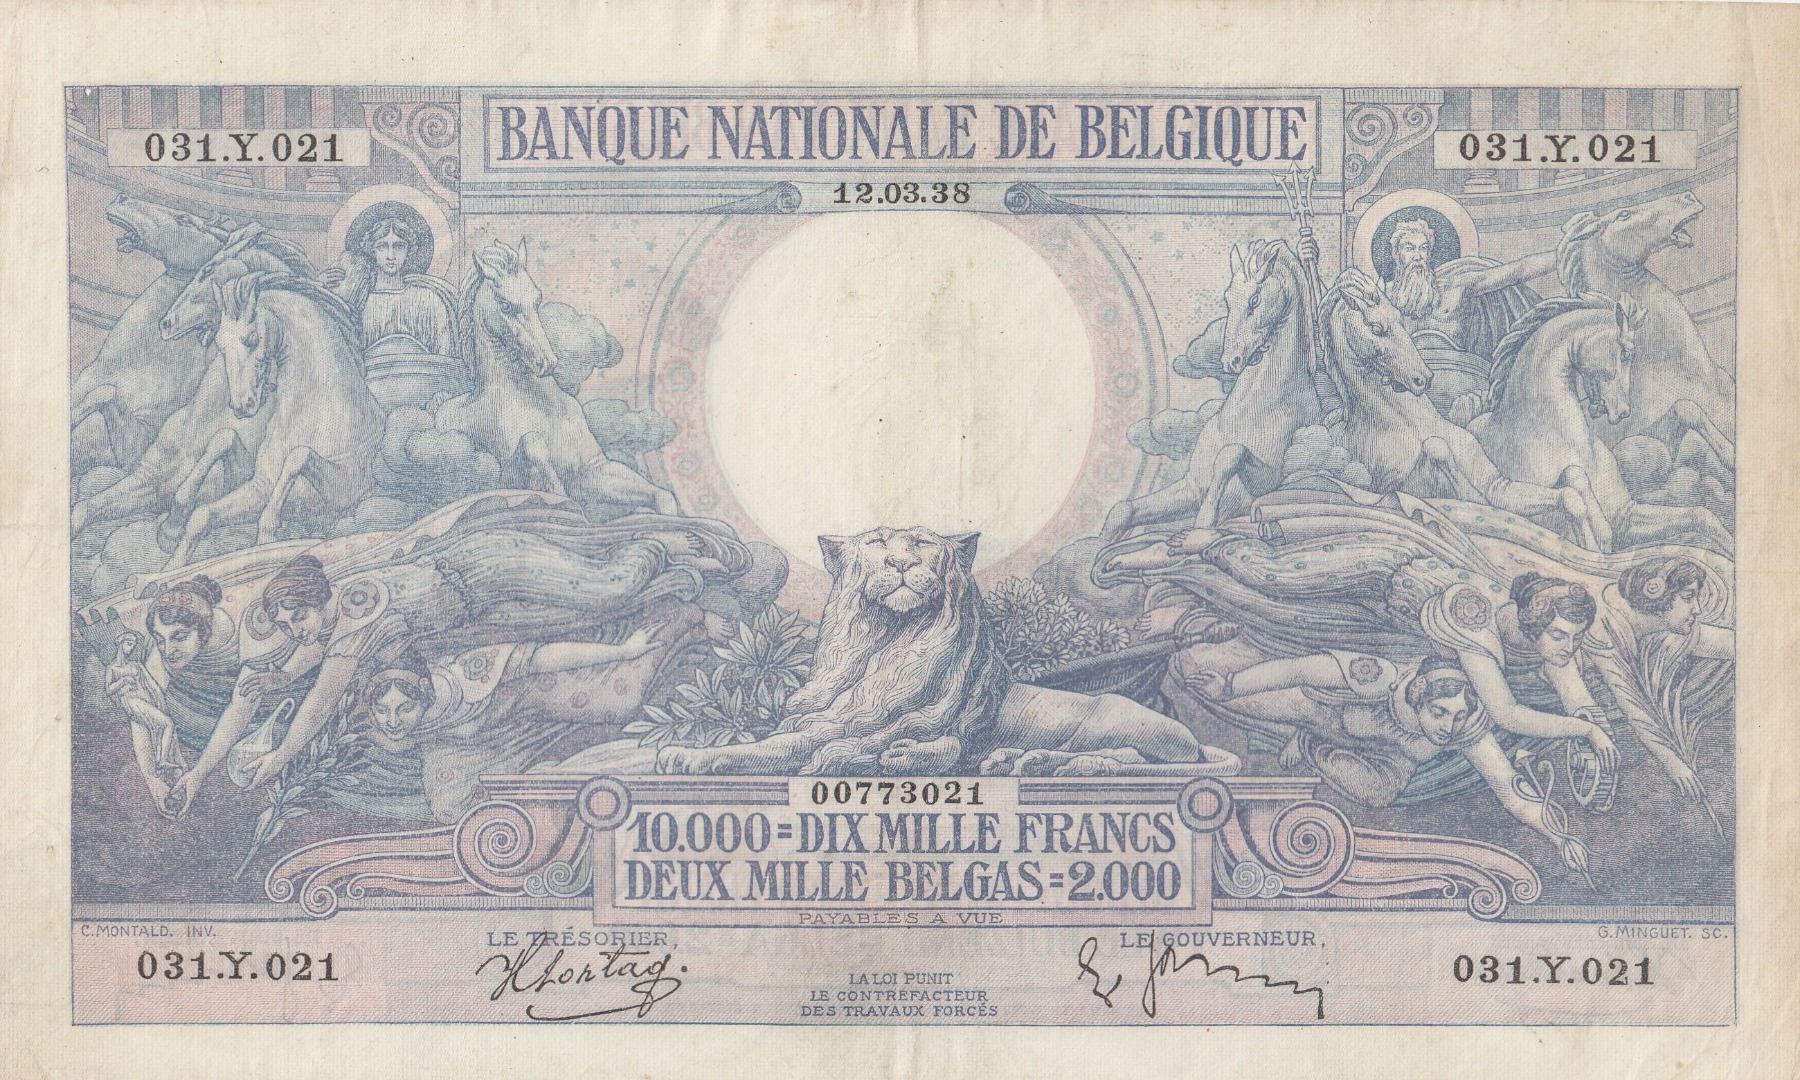 BANQUE NATIONALE DE BELGIQUE
031.Y.021
031.Y.021
12.03.38
00773021
10.000=DIX MILLE FRANCS
DEUX MILLE BELGAS=2.000
PAYABLES A VUE
C.MONTALD. INV.
G.MINGUET. SC.
031.Y.021
LE TRÉSORIER,
LE GOUVERNEUR,
031.Y.021
LA LOI PUNIT
LE CONTREFACTEUR
DES TRAVAUX FORCÉS